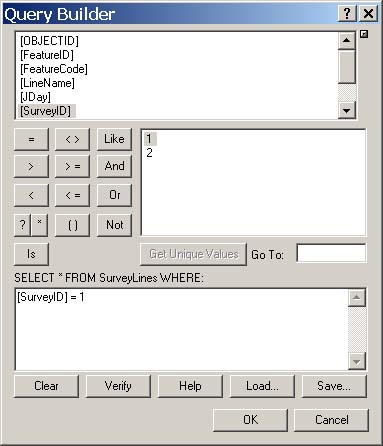 Query Builder ? ×
[OBJECTID]
[FeatureID]
[FeatureCode]
[LineName]
[JDay]
[SurveyID]
= < > Like
> > = And
< < = Or
? * ( ) Not
Is
1
2
Get Unique Values Go To:
SELECT * FROM SurveyLines WHERE:
[SurveyID] = 1
Clear Verify Help Load... Save...
OK Cancel